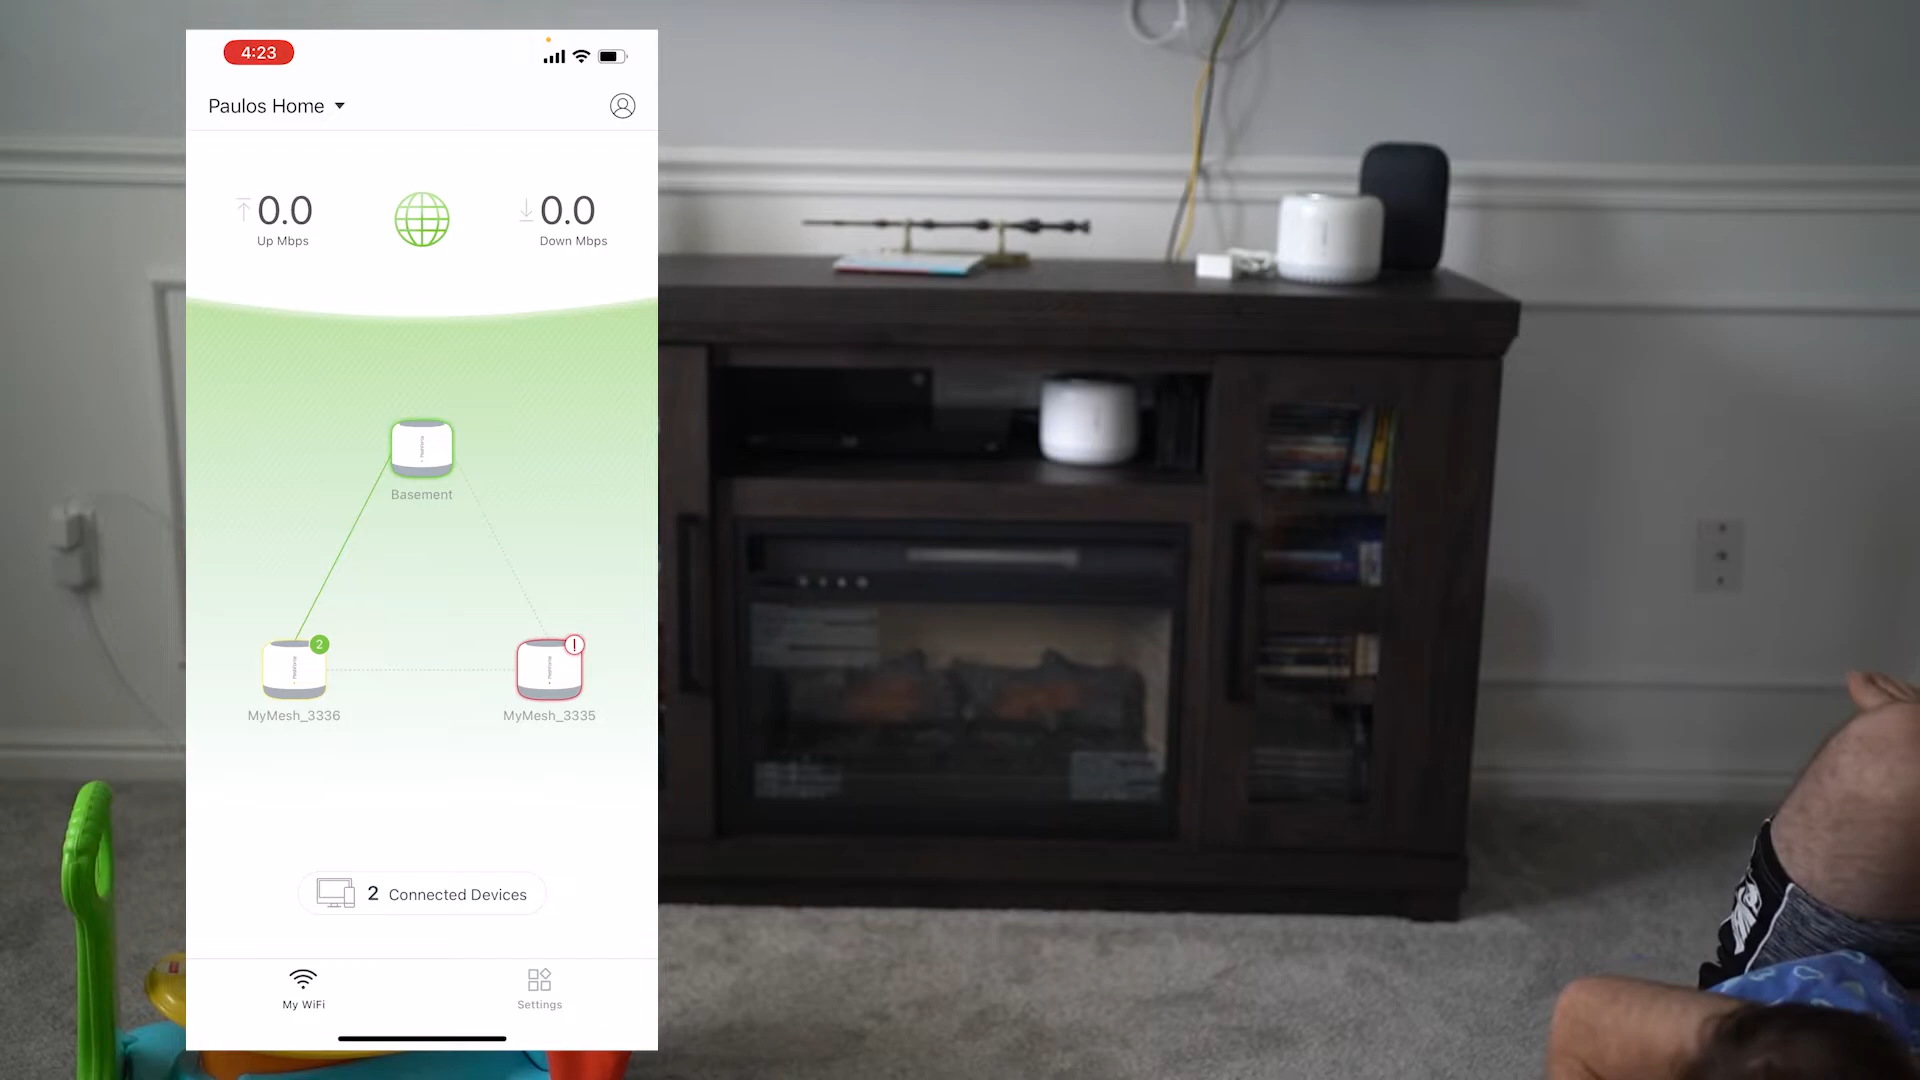 4:23
Paulos Home
0.0
Up Mbps
0.0
Down Mbps
Basement
2
!
MyMesh_3336
MyMesh_3335
2 Connected Devices
My WiFi
Settings